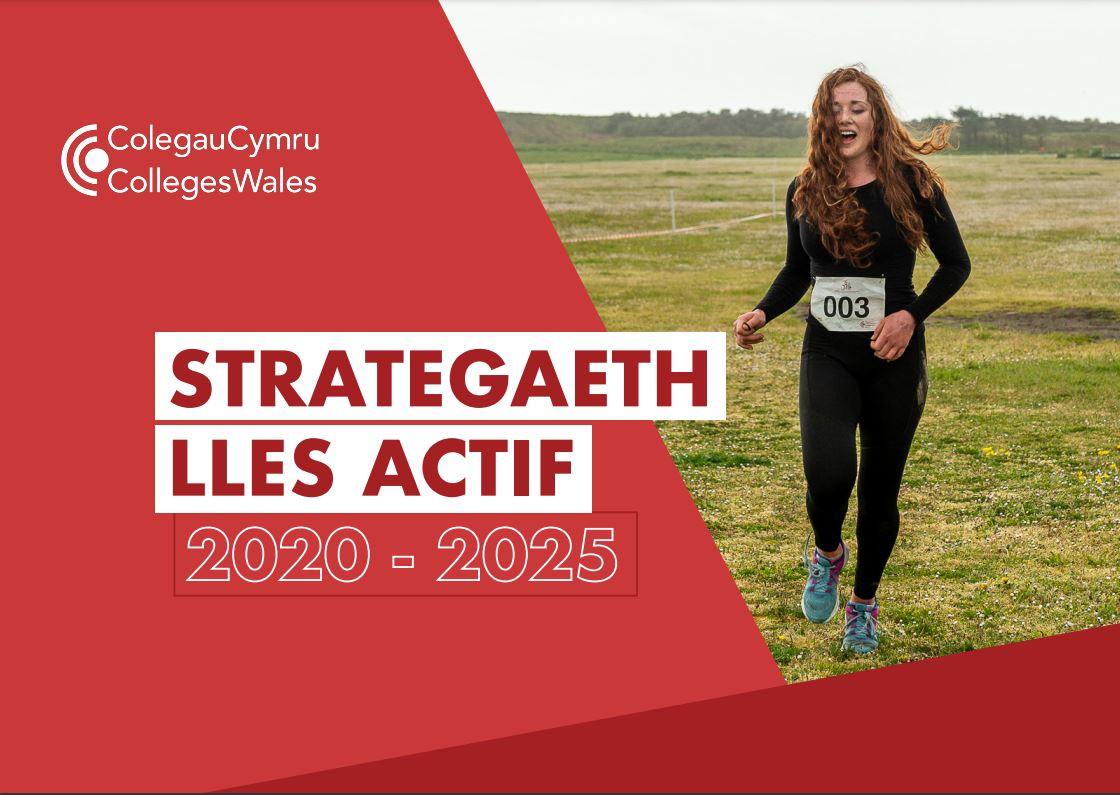 ColegauCymru
CollegesWales
STRATEGAETH
LLES ACTIF
2020 - 2025
003